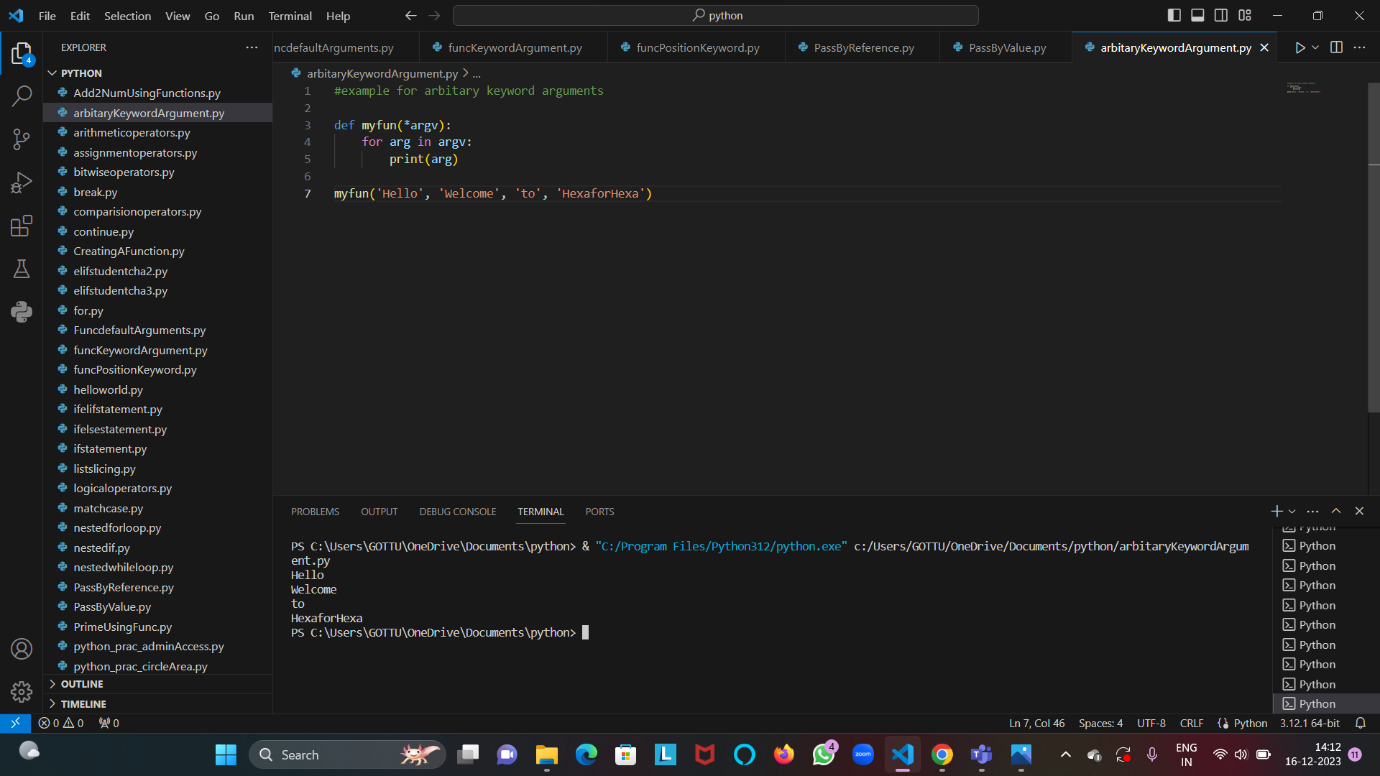 File Edit Selection View Go Run Terminal Help
python
EXPLORER
ncdefaultArguments.py
funcKeywordArgument.py
funcPositionKeyword.py
PassByReference.py
PassByValue.py
arbitaryKeywordArgument.py
4
PYTHON
Add2NumUsingFunctions.py
arbitaryKeywordArgument.py
arithmeticoperators.py
assignmentoperators.py
bitwiseoperators.py
break.py
comparisionoperators.py
continue.py
CreatingAFunction.py
elifstudentcha2.py
elifstudentcha3.py
for.py
FuncdefaultArguments.py
funcKeywordArgument.py
funcPositionKeyword.py
helloworld.py
ifelifstatement.py
ifelsestatement.py
ifstatement.py
listslicing.py
logicaloperators.py
matchcase.py
nestedforloop.py
nestedif.py
nestedwhileloop.py
PassByReference.py
PassByValue.py
PrimeUsingFunc.py
python_prac_adminAccess.py
python_prac_circleArea.py
OUTLINE
TIMELINE
arbitaryKeywordArgument.py > ...
1 #example for arbitary keyword arguments
2
3 def myfun(*argv):
4 for arg in argv:
5 print(arg)
6
7 myfun('Hello', 'Welcome', 'to', 'HexaforHexa')
PROBLEMS OUTPUT DEBUG CONSOLE TERMINAL PORTS
PS C:\Users\GOTTU\OneDrive\Documents\python> & "C:/Program Files/Python312/python.exe" c:/Users/GOTTU/OneDrive/Documents/python/arbitaryKeywordArgum
ent.py
Hello
Welcome
to
HexaforHexa
PS C:\Users\GOTTU\OneDrive\Documents\python>
Python
Python
Python
Python
Python
Python
Python
Python
Python
Python
0 0 0
Ln 7, Col 46 Spaces: 4 UTF-8 CRLF Python 3.12.1 64-bit
Search
4
zoom
ENG
IN
14:12
16-12-2023
11